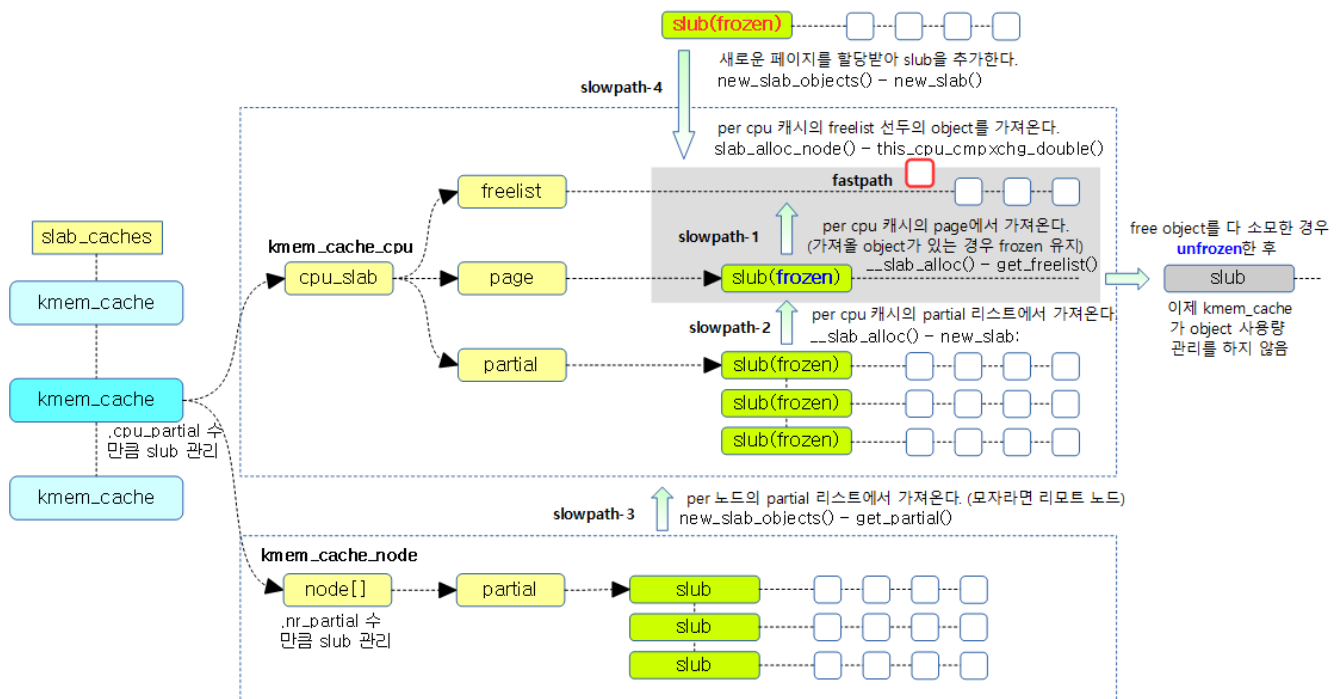 slub(frozen)
새로운 페이지를 할당받아 slub을 추가한다.
new_slab_objects() – new_slab()
slowpath-4
per cpu 캐시의 freelist 선두의 object를 가져온다.
slab_alloc_node() – this_cpu_cmpxchg_double()
fastpath
freelist
slab_caches
kmem_cache_cpu
slowpath-1
per cpu 캐시의 page에서 가져온다.
(가져올 object가 있는 경우 frozen 유지)
__slab_alloc() – get_freelist()
free object를 다 소모한 경우
unfrozen한 후
cpu_slab
page
slub(frozen)
slub
kmem_cache
이제 kmem_cache
가 object 사용량
관리를 하지 않음
slowpath-2
per cpu 캐시의 partial 리스트에서 가져온다
__slab_alloc() – new_slab:
partial
slub(frozen)
slub(frozen)
slub(frozen)
kmem_cache
.cpu_partial 수
만큼 slub 관리
kmem_cache
slowpath-3
per 노드의 partial 리스트에서 가져온다. (모자라면 리모트 노드)
new_slab_objects() – get_partial()
kmem_cache_node
node[]
partial
slub
slub
slub
.nr_partial 수
만큼 slub 관리